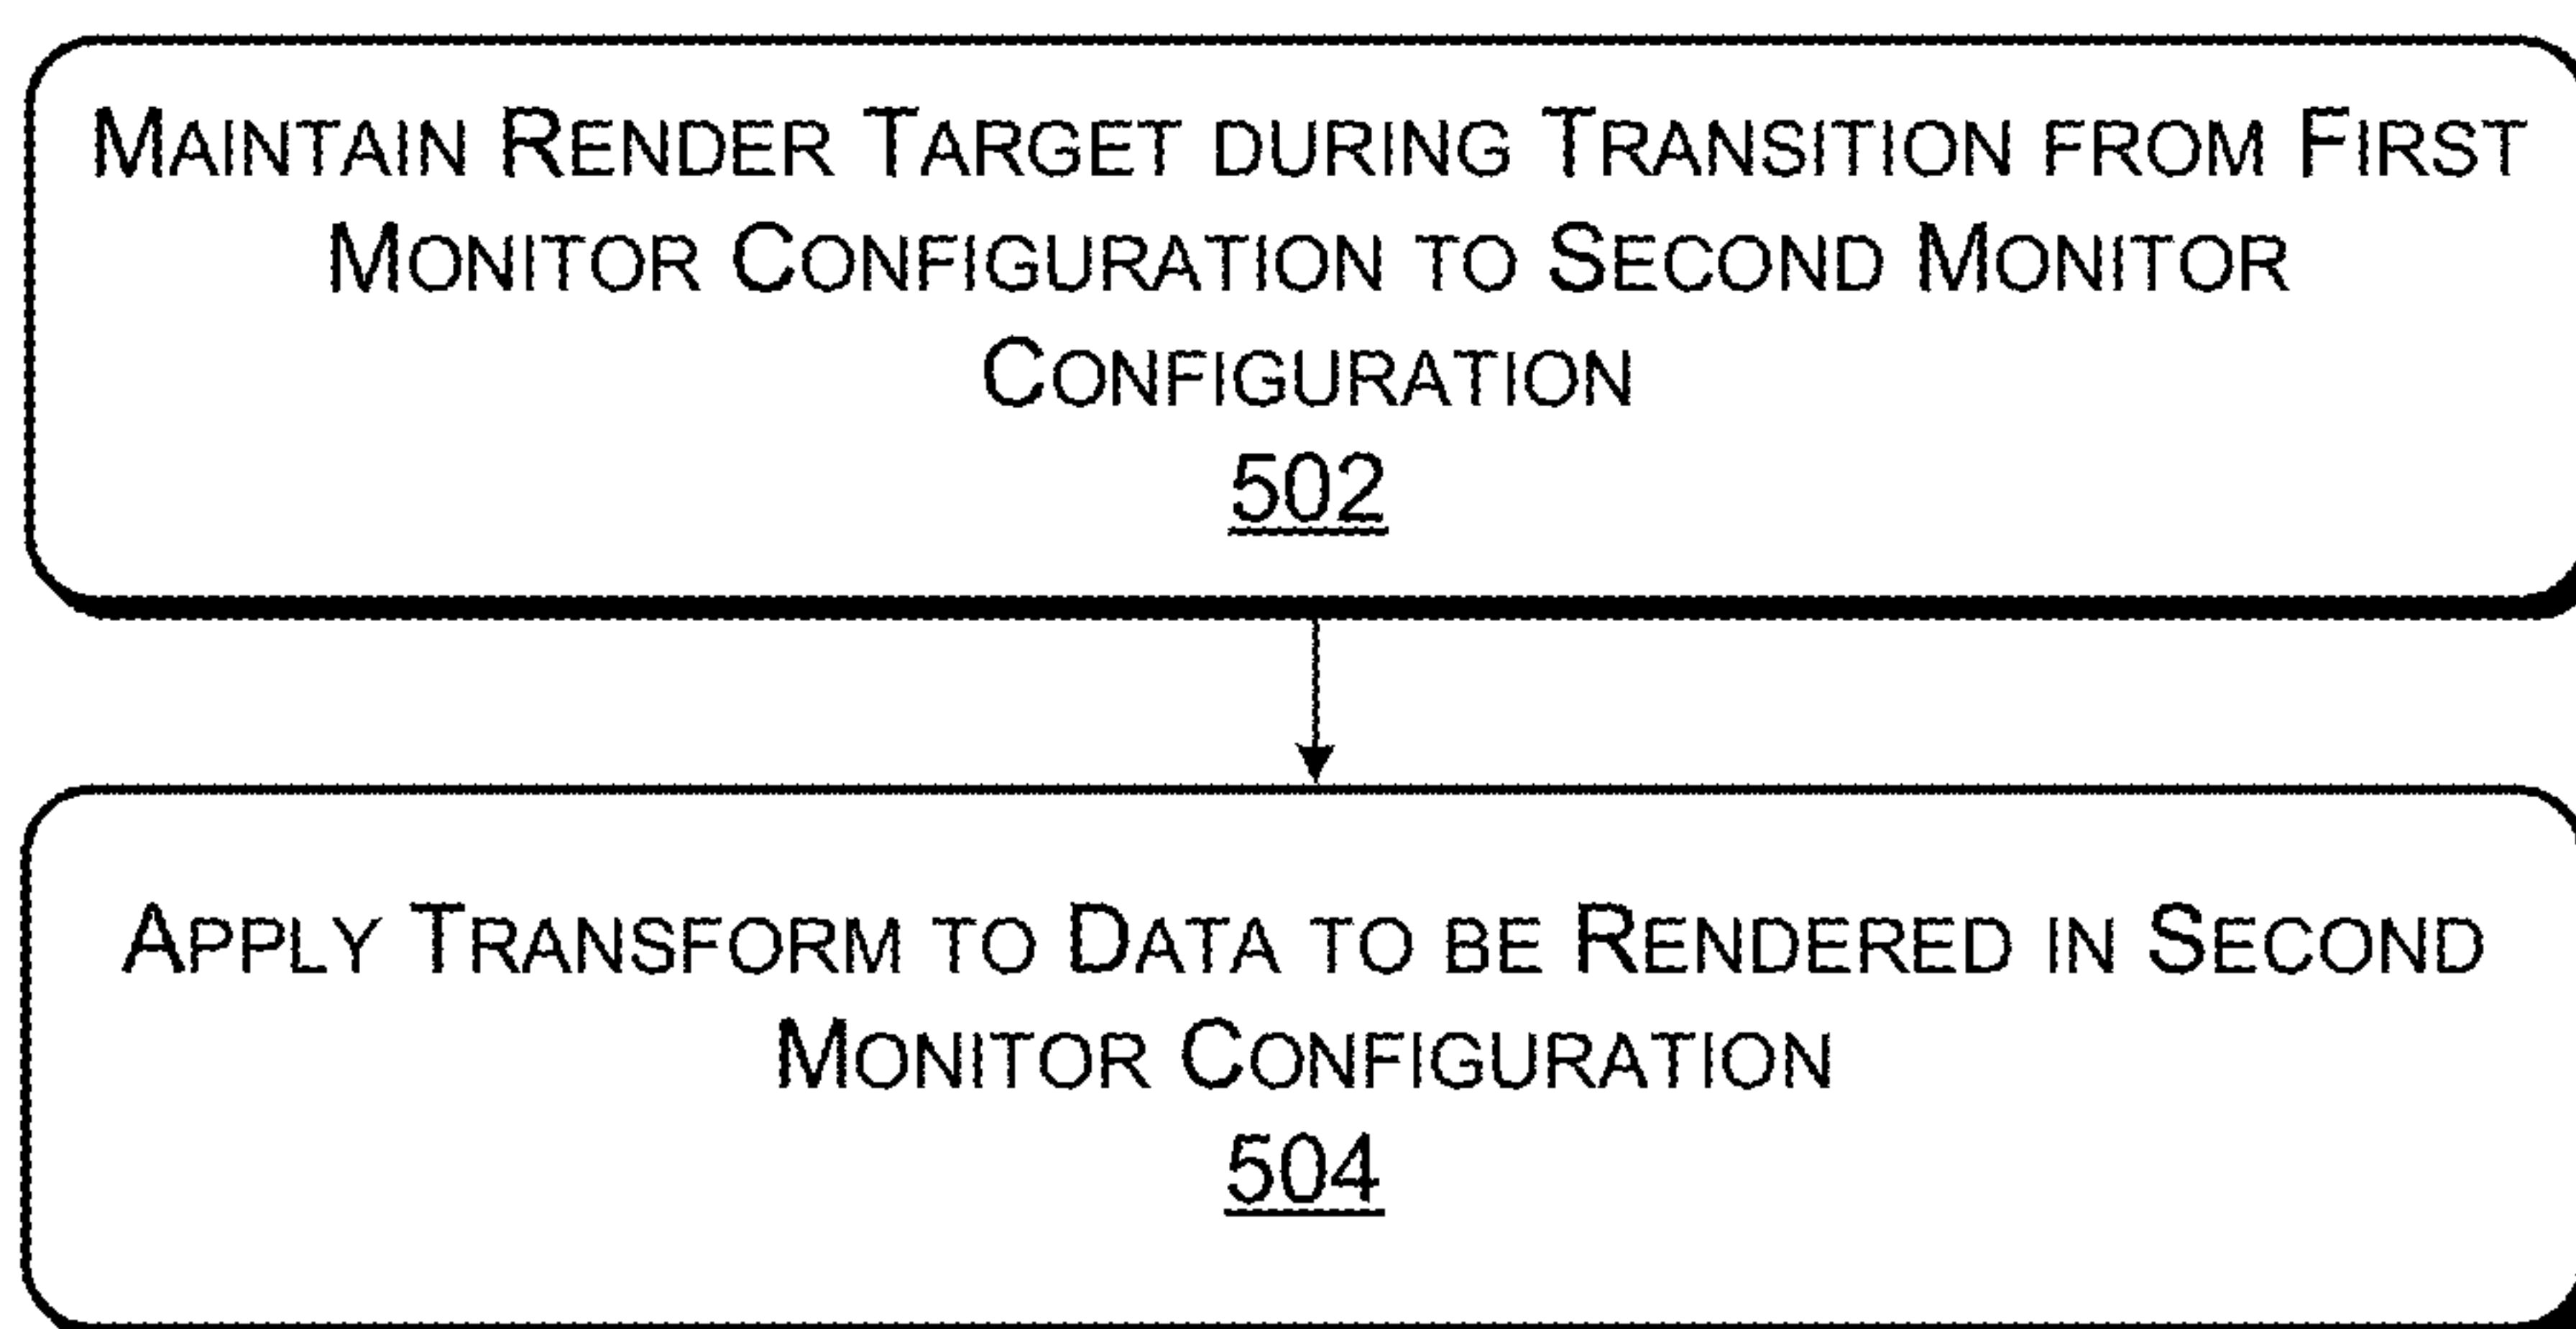 Maintain Render Target during Transition from First
Monitor Configuration to Second Monitor
Configuration
502
Apply Transform to Data to be Rendered in Second
Monitor Configuration
504